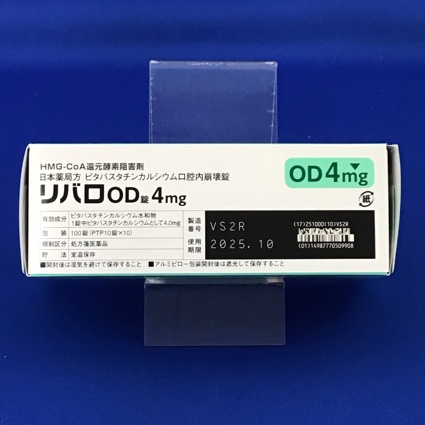 HMG-CoA還元酵素阻害剤
日本薬局方 ピタバスタチンカルシウム口腔内崩壊錠
リバロOD錠4mg
OD4mg
有効成分 ピタバスタチンカルシウム水和物
1錠中ピタバスタチンカルシウムとして4.0mg
包装 100錠(PTP10錠×10)
規制区分 処方箋医薬品
貯法 室温保存
製造番号 VS2R
使用期限 2025.10
(17)251000(10)VS2R
(01)14987770509908
紙
■開封後は湿気を避けて保存すること ■アルミピロー包装開封後は遮光して保存すること